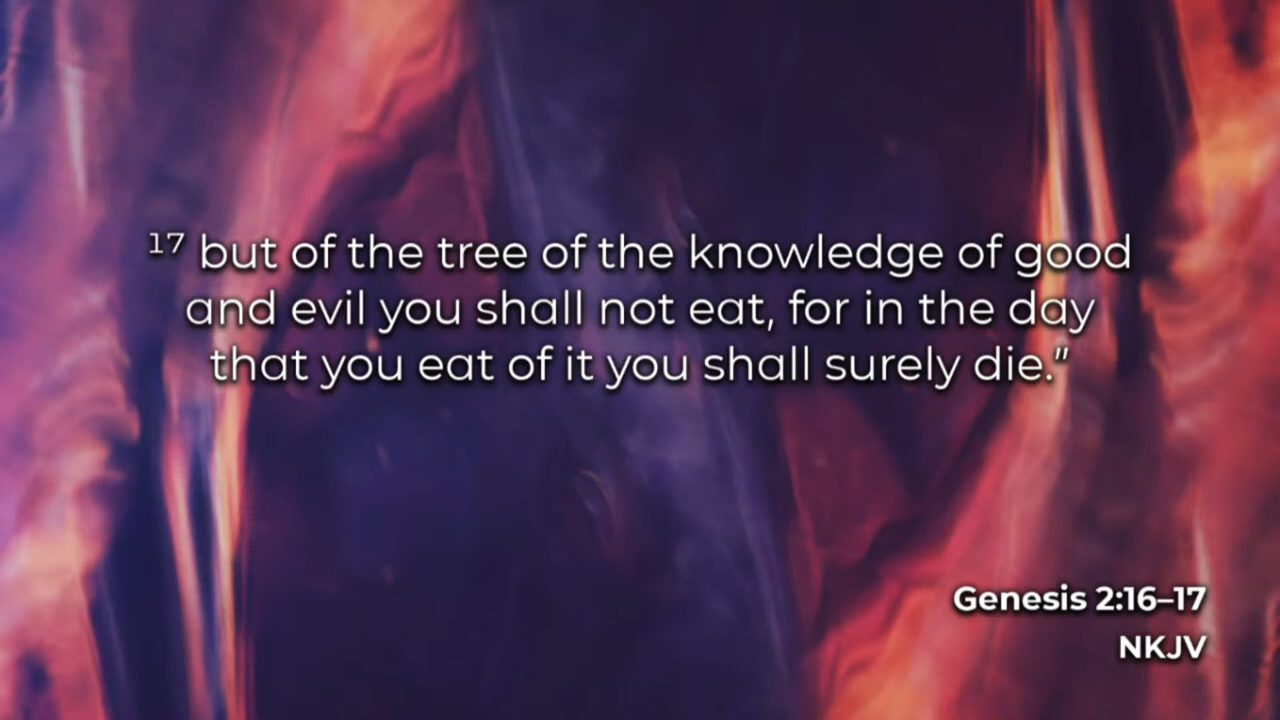 ¹⁷ but of the tree of the knowledge of good
and evil you shall not eat, for in the day
that you eat of it you shall surely die.”
Genesis 2:16–17
NKJV